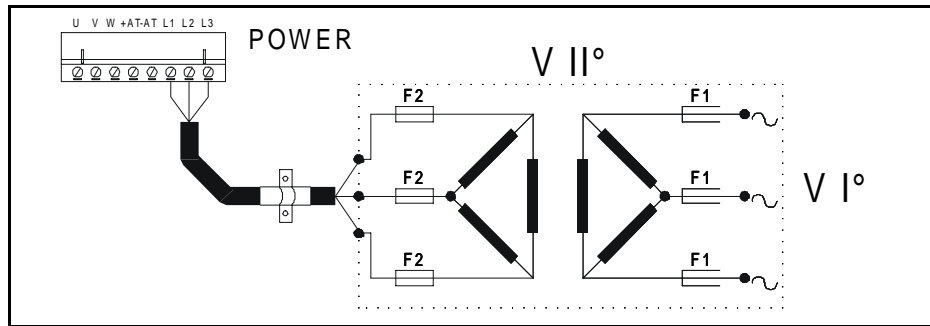 U V W +AT-AT L1 L2 L3
POWER
V II°
F2 F1
F2 F1
V I°
F2 F1